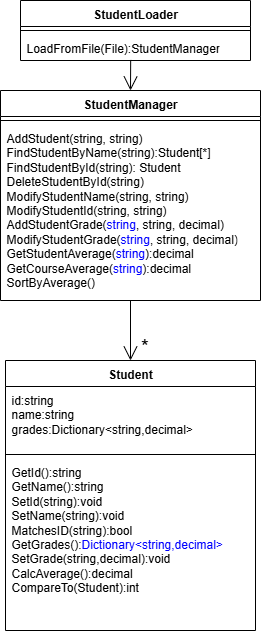 StudentLoader
LoadFromFile(File):StudentManager
StudentManager
AddStudent(string, string)
FindStudentByName(string):Student[*]
FindStudentById(string): Student
DeleteStudentById(string)
ModifyStudentName(string, string)
ModifyStudentId(string, string)
AddStudentGrade(string, string, decimal)
ModifyStudentGrade(string, string, decimal)
GetStudentAverage(string):decimal
GetCourseAverage(string):decimal
SortByAverage()
*
Student
id:string
name:string
grades:Dictionary<string,decimal>
GetId():string
GetName():string
SetId(string):void
SetName(string):void
MatchesID(string):bool
GetGrades():Dictionary<string,decimal>
SetGrade(string,decimal):void
CalcAverage():decimal
CompareTo(Student):int